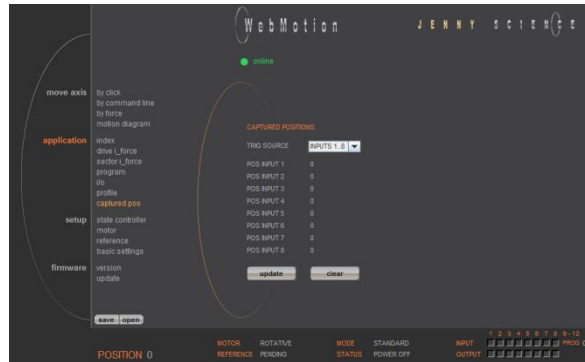 WebMotion
JENNY SCIENCE
online
move axis
by click
by command line
by force
motion diagram
application
index
drive I_force
sector I_force
program
i/o
profile
captured pos
setup
state controller
motor
reference
basic settings
firmware
version
update
save open
CAPTURED POSITIONS
TRIG SOURCE INPUTS 1..8
POS INPUT 1 0
POS INPUT 2 0
POS INPUT 3 0
POS INPUT 4 0
POS INPUT 5 0
POS INPUT 6 0
POS INPUT 7 0
POS INPUT 8 0
update clear
POSITION 0
MOTOR ROTATIVE MODE STANDARD INPUT 1 2 3 4 5 6 7 8 9-12
REFERENCE PENDING STATUS POWER OFF OUTPUT PROG